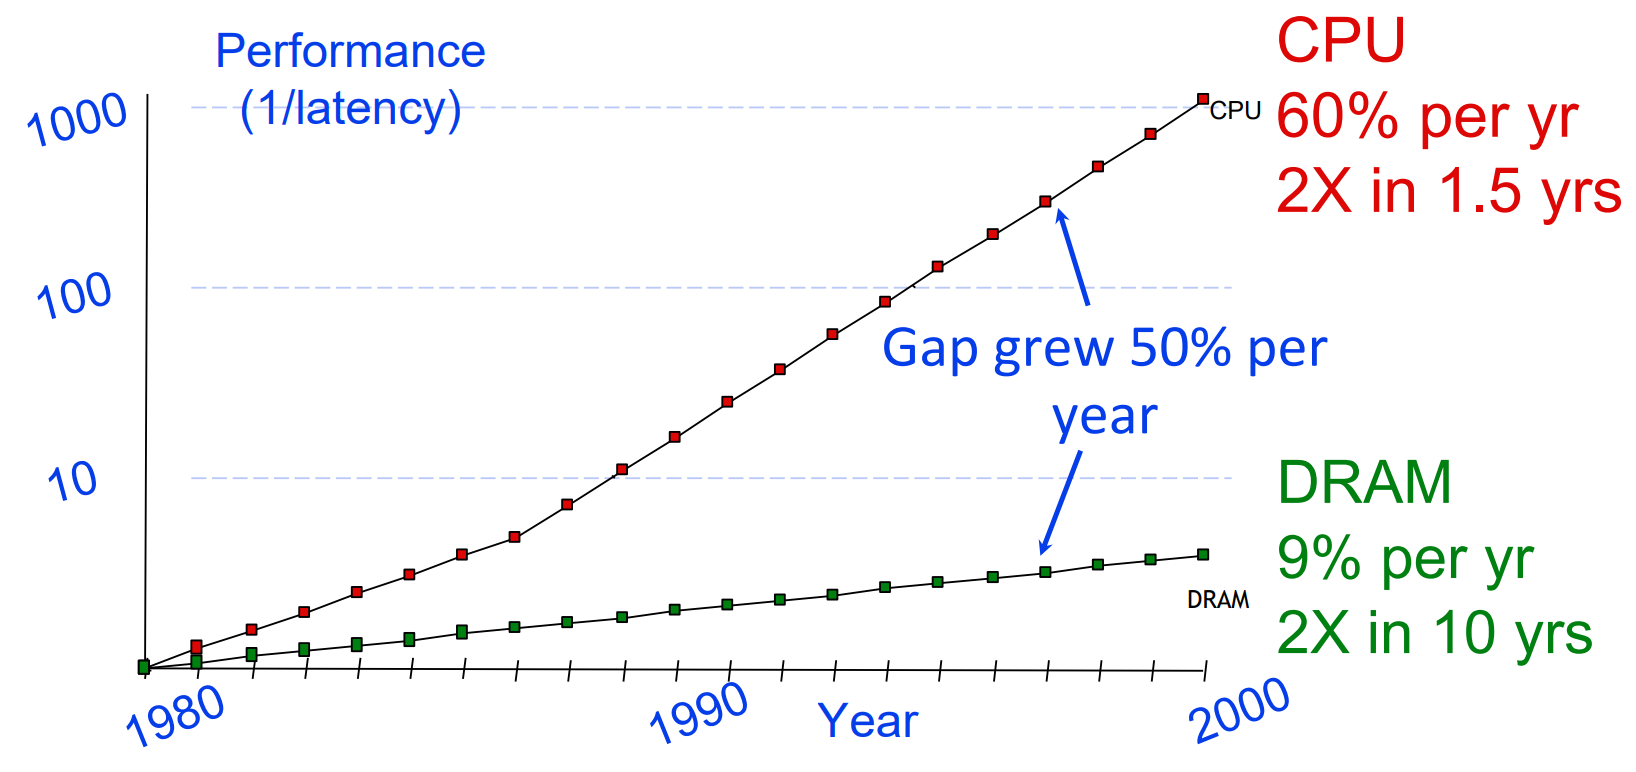 Performance
(1/latency)
1000
100
10
CPU
CPU
60% per yr
2X in 1.5 yrs
Gap grew 50% per
year
DRAM
DRAM
9% per yr
2X in 10 yrs
1980
1990
Year
2000